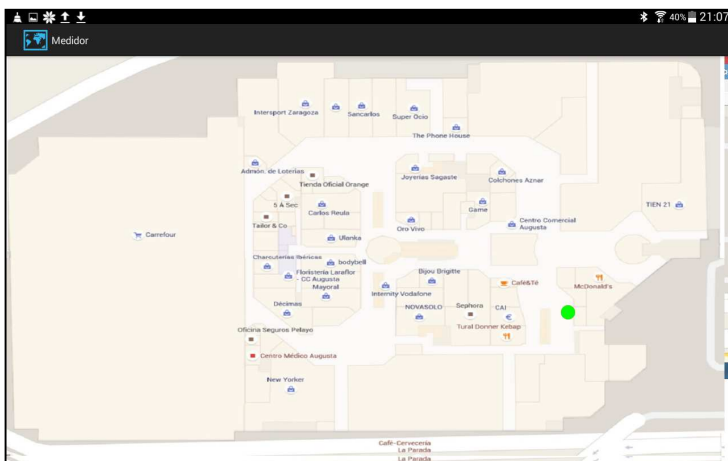 40% 21:07
Medidor
Intersport Zaragoza
Sancarlos
Super Ocio
The Phone House
Admón. de Loterías
Tienda Oficial Orange
Joyerías Sagaste
Colchones Aznar
5 À Sec
Carlos Reula
Game
TIEN 21
Tailor & Co
Oro Vivo
Centro Comercial
Augusta
Carrefour
Ulanka
Charcuterías Ibéricas
bodybell
Floristería Laraflor
- CC Augusta
Mayoral
Bijou Brigitte
Café&Té
McDonald's
Internity Vodafone
Décimas
NOVASOLO
Sephora
CAI
Oficina Seguros Pelayo
Tural Donner Kebap
Centro Médico Augusta
New Yorker
Café-Cervecería
La Parada
La Parada